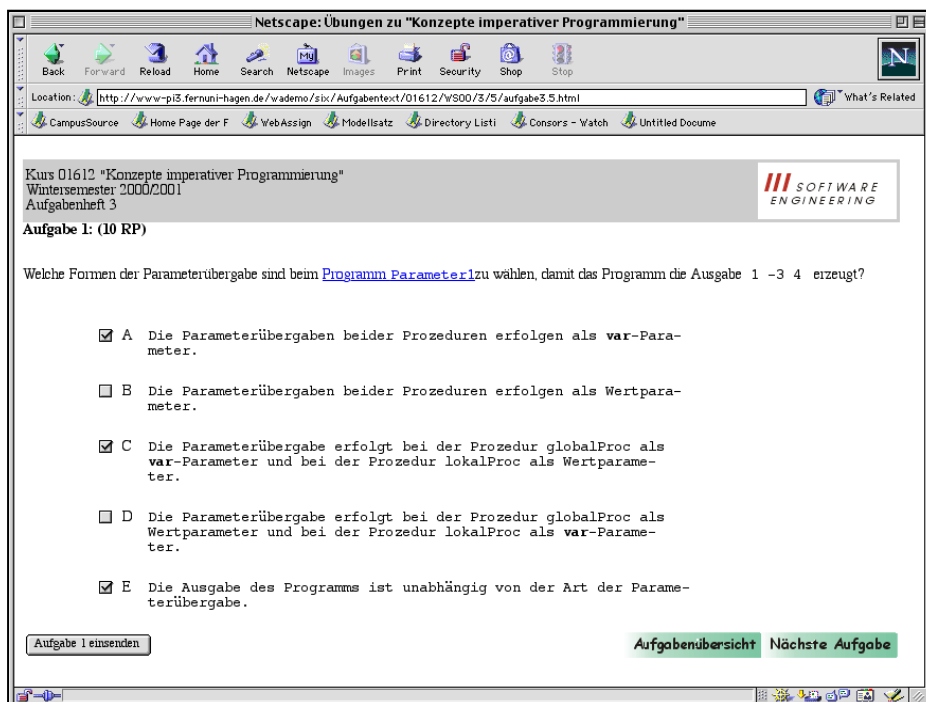 Netscape: Übungen zu "Konzepte imperativer Programmierung"
My
N
Back Forward Reload Home Search Netscape Images Print Security Shop Stop
Location: http://www-pi3.fernuni-hagen.de/wademo/six/Aufgabentext/01612/WS00/3/5/aufgabe3.5.html What's Related
CampusSource Home Page der F WebAssign Modellsatz Directory Listi Consors - Watch Untitled Docume
Kurs 01612 "Konzepte imperativer Programmierung"
Wintersemester 2000/2001
Aufgabenheft 3
SOFTWARE
ENGINEERING
Aufgabe 1: (10 RP)
Welche Formen der Parameterübergabe sind beim Programm Parameter1zu wählen, damit das Programm die Ausgabe 1 -3 4 erzeugt?
A Die Parameterübergaben beider Prozeduren erfolgen als var-Para-
meter.
B Die Parameterübergaben beider Prozeduren erfolgen als Wertpara-
meter.
C Die Parameterübergabe erfolgt bei der Prozedur globalProc als
var-Parameter und bei der Prozedur lokalProc als Wertparame-
ter.
D Die Parameterübergabe erfolgt bei der Prozedur globalProc als
Wertparameter und bei der Prozedur lokalProc als var-Parame-
ter.
E Die Ausgabe des Programms ist unabhängig von der Art der Parame-
terübergabe.
Aufgabe 1 einsenden Aufgabenübersicht Nächste Aufgabe